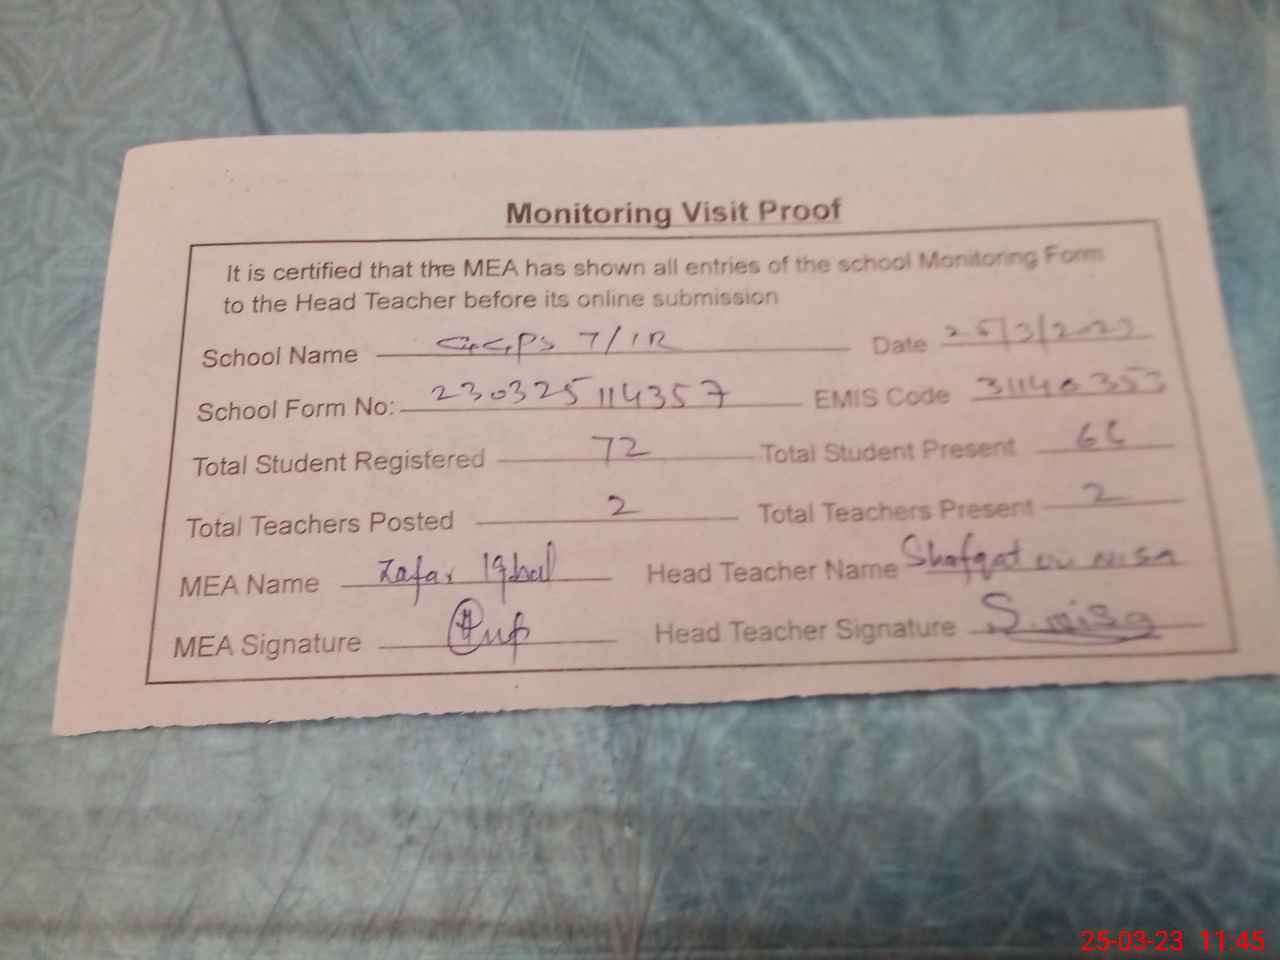 Monitoring Visit Proof
It is certified that the MEA has shown all entries of the school Monitoring Form
to the Head Teacher before its online submission
School Name GGPS 7/1R Date 25/3/2023
School Form No: 230325114357 EMIS Code 31140353
Total Student Registered 72 Total Student Present
Total Teachers Posted 2 Total Teachers Present 2
MEA Name Zafar Iqbal Head Teacher Name Shafqat un nisa
MEA Signature Head Teacher Signature S.nisa
25-03-23 11:45